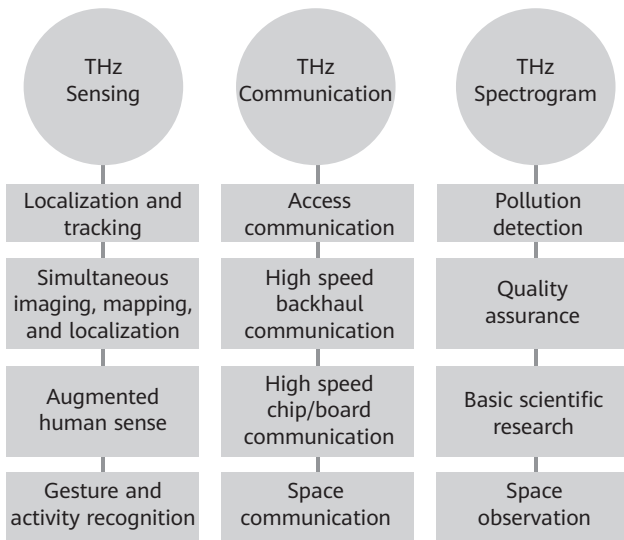 THz
Sensing
Localization and
tracking
Simultaneous
imaging, mapping,
and localization
Augmented
human sense
Gesture and
activity recognition
THz
Communication
Access
communication
High speed
backhaul
communication
High speed
chip/board
communication
Space
communication
THz
Spectrogram
Pollution
detection
Quality
assurance
Basic scientific
research
Space
observation